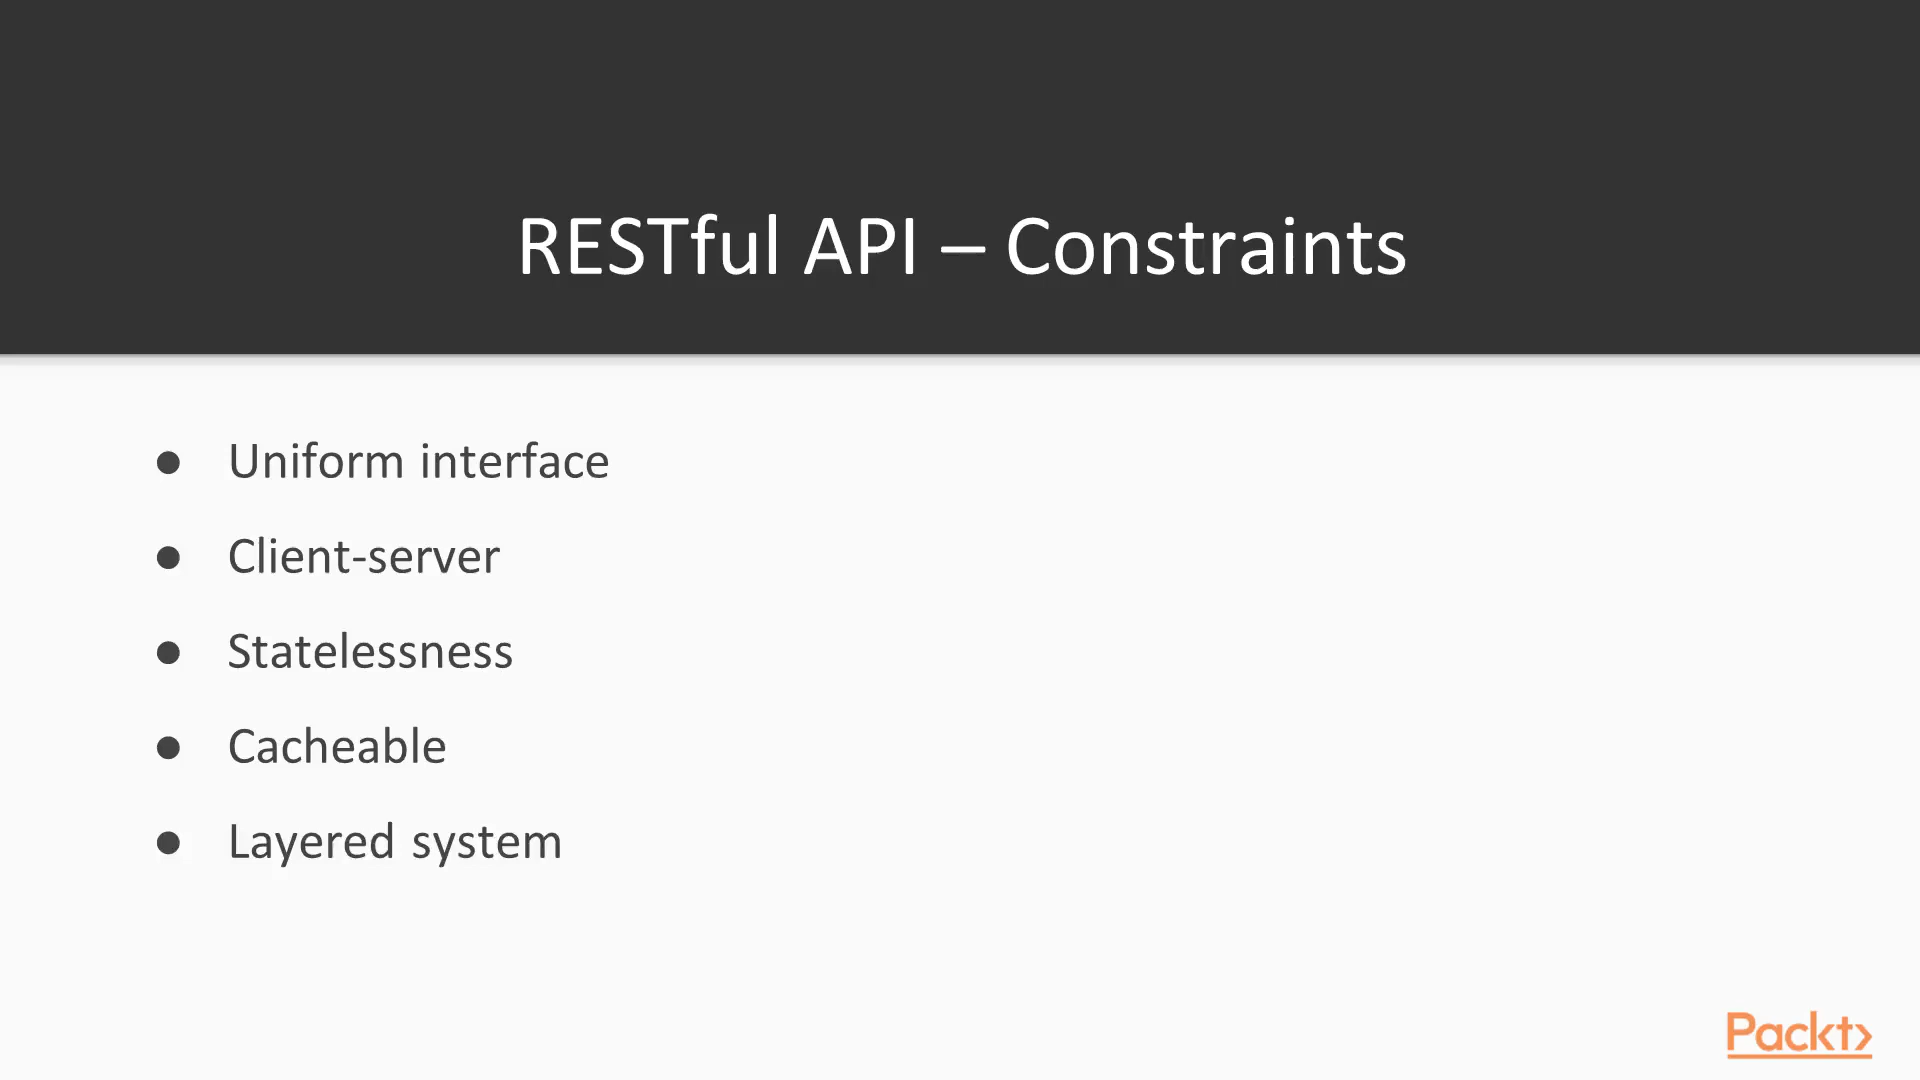 RESTful API – Constraints
● Uniform interface
● Client-server
● Statelessness
● Cacheable
● Layered system
Packt>